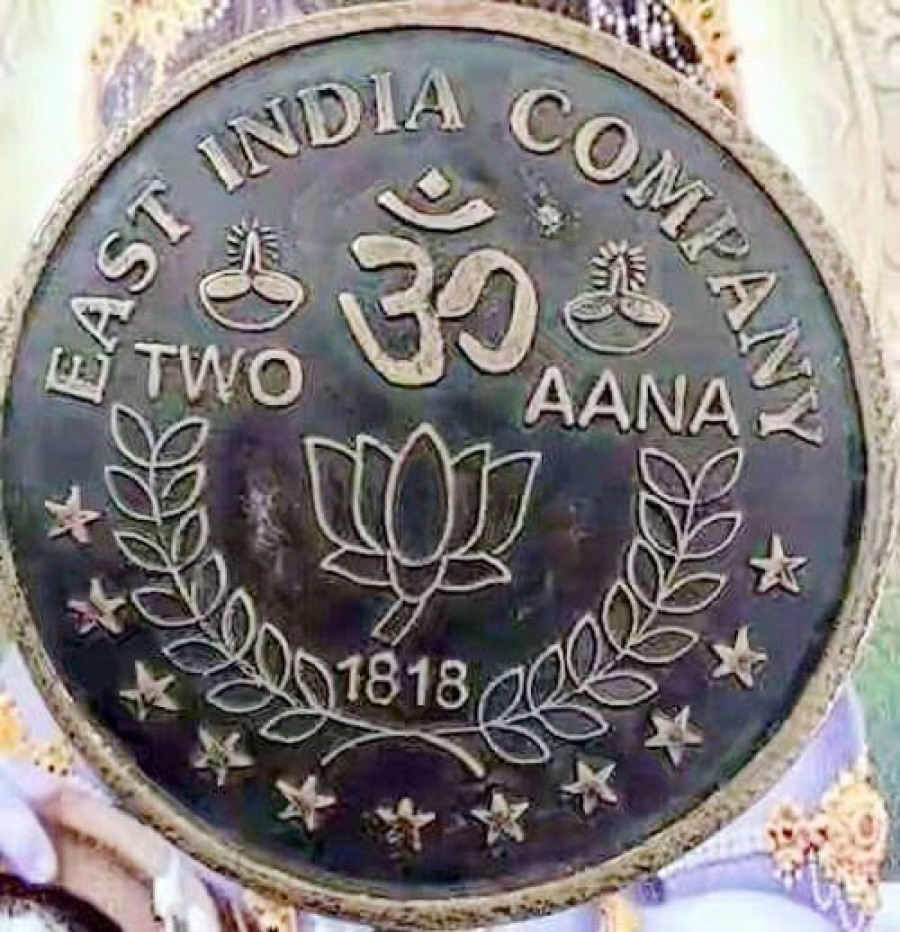 EAST INDIA COMPANY
ॐ
TWO AANA
1818